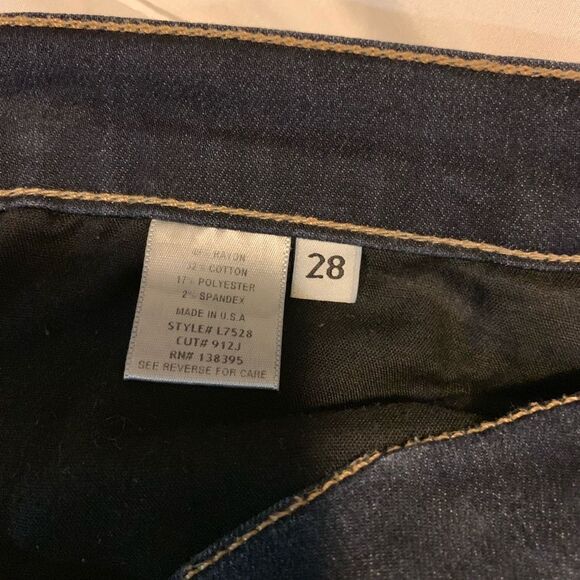 RAYON
32% COTTON
17% POLYESTER
2% SPANDEX
MADE IN U.S.A
STYLE# L7528
CUT# 912J
RN# 138395
SEE REVERSE FOR CARE
28